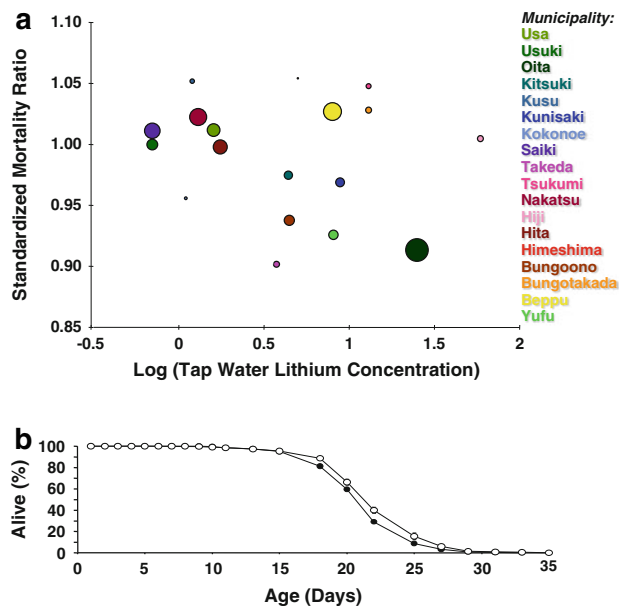 a
Municipality:
Usa
Usuki
Oita
Kitsuki
Kusu
Kunisaki
Kokonoe
Saiki
Takeda
Tsukumi
Nakatsu
Hiji
Hita
Himeshima
Bungoono
Bungotakada
Beppu
Yufu
Standardized Mortality Ratio
1.10
1.05
1.00
0.95
0.90
0.85
-0.5 0 0.5 1 1.5 2
Log (Tap Water Lithium Concentration)
b
Alive (%)
100
80
60
40
20
0
0 5 10 15 20 25 30 35
Age (Days)